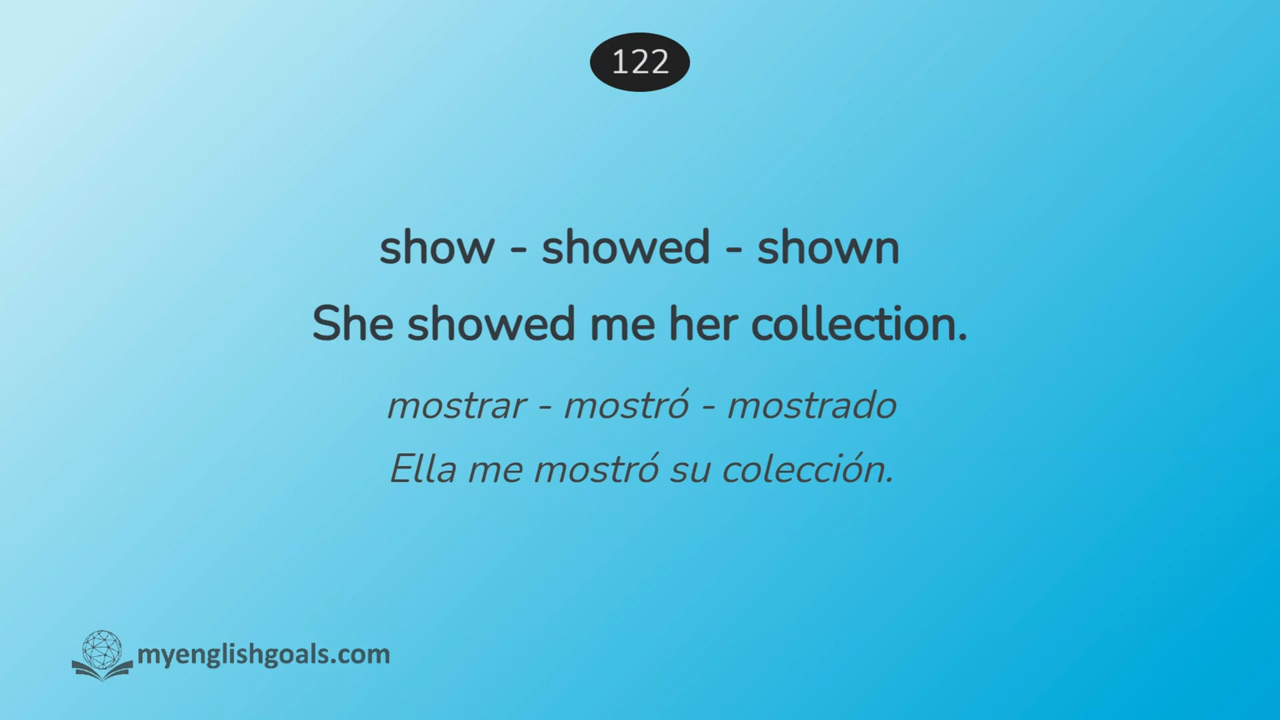 122
show - showed - shown
She showed me her collection.
mostrar - mostró - mostrado
Ella me mostró su colección.
myenglishgoals.com